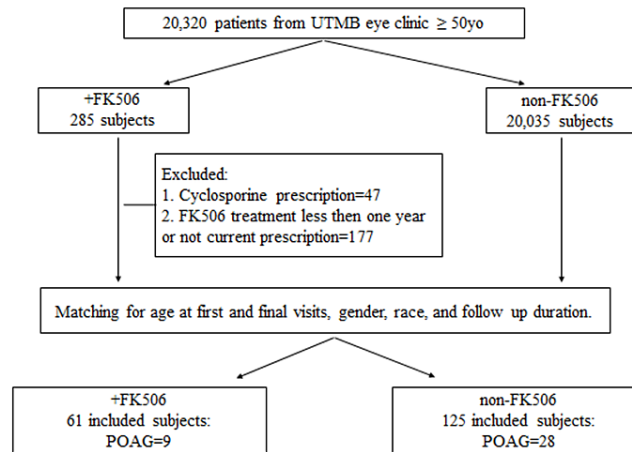 20,320 patients from UTMB eye clinic ≥ 50yo
+FK506
285 subjects
non-FK506
20,035 subjects
Excluded:
1. Cyclosporine prescription=47
2. FK506 treatment less then one year
or not current prescription=177
Matching for age at first and final visits, gender, race, and follow up duration.
+FK506
61 included subjects:
POAG=9
non-FK506
125 included subjects:
POAG=28